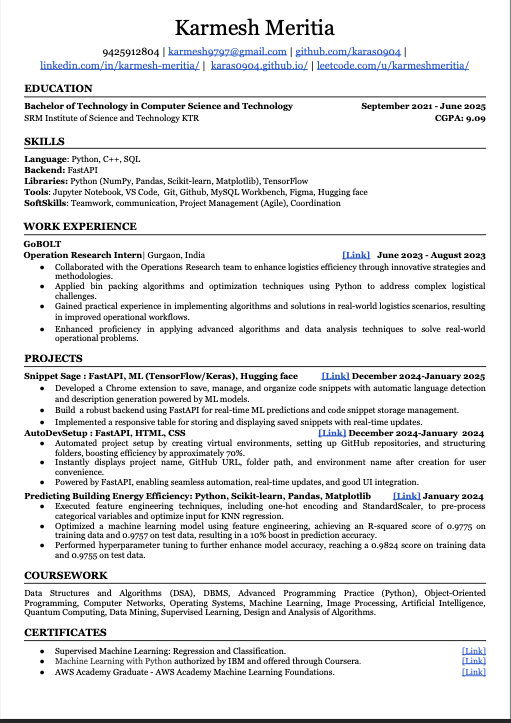 Karmesh Meritia
9425912804 | karmesh9797@gmail.com | github.com/karas0904 |
linkedin.com/in/karmesh-meritia/ | karas0904.github.io/ | leetcode.com/u/karmeshmeritia/
EDUCATION
Bachelor of Technology in Computer Science and Technology September 2021 - June 2025
SRM Institute of Science and Technology KTR CGPA: 9.09
SKILLS
Language: Python, C++, SQL
Backend: FastAPI
Libraries: Python (NumPy, Pandas, Scikit-learn, Matplotlib), TensorFlow
Tools: Jupyter Notebook, VS Code, Git, Github, MySQL Workbench, Figma, Hugging face
SoftSkills: Teamwork, communication, Project Management (Agile), Coordination
WORK EXPERIENCE
GoBOLT
Operation Research Intern| Gurgaon, India [Link] June 2023 - August 2023
● Collaborated with the Operations Research team to enhance logistics efficiency through innovative strategies and
methodologies.
● Applied bin packing algorithms and optimization techniques using Python to address complex logistical
challenges.
● Gained practical experience in implementing algorithms and solutions in real-world logistics scenarios, resulting
in improved operational workflows.
● Enhanced proficiency in applying advanced algorithms and data analysis techniques to solve real-world
operational problems.
PROJECTS
Snippet Sage : FastAPI, ML (TensorFlow/Keras), Hugging face [Link] December 2024-January 2025
● Developed a Chrome extension to save, manage, and organize code snippets with automatic language detection
and description generation powered by ML models.
● Build a robust backend using FastAPI for real-time ML predictions and code snippet storage management.
● Implemented a responsive table for storing and displaying saved snippets with real-time updates.
AutoDevSetup : FastAPI, HTML, CSS [Link] December 2024-January 2024
● Automated project setup by creating virtual environments, setting up GitHub repositories, and structuring
folders, boosting efficiency by approximately 70%.
● Instantly displays project name, GitHub URL, folder path, and environment name after creation for user
convenience.
● Powered by FastAPI, enabling seamless automation, real-time updates, and good UI integration.
Predicting Building Energy Efficiency: Python, Scikit-learn, Pandas, Matplotlib [Link] January 2024
● Executed feature engineering techniques, including one-hot encoding and StandardScaler, to pre-process
categorical variables and optimize input for KNN regression.
● Optimized a machine learning model using feature engineering, achieving an R-squared score of 0.9775 on
training data and 0.9757 on test data, resulting in a 10% boost in prediction accuracy.
● Performed hyperparameter tuning to further enhance model accuracy, reaching a 0.9824 score on training data
and 0.9755 on test data.
COURSEWORK
Data Structures and Algorithms (DSA), DBMS, Advanced Programming Practice (Python), Object-Oriented
Programming, Computer Networks, Operating Systems, Machine Learning, Image Processing, Artificial Intelligence,
Quantum Computing, Data Mining, Supervised Learning, Design and Analysis of Algorithms.
CERTIFICATES
● Supervised Machine Learning: Regression and Classification. [Link]
● Machine Learning with Python authorized by IBM and offered through Coursera. [Link]
● AWS Academy Graduate - AWS Academy Machine Learning Foundations. [Link]